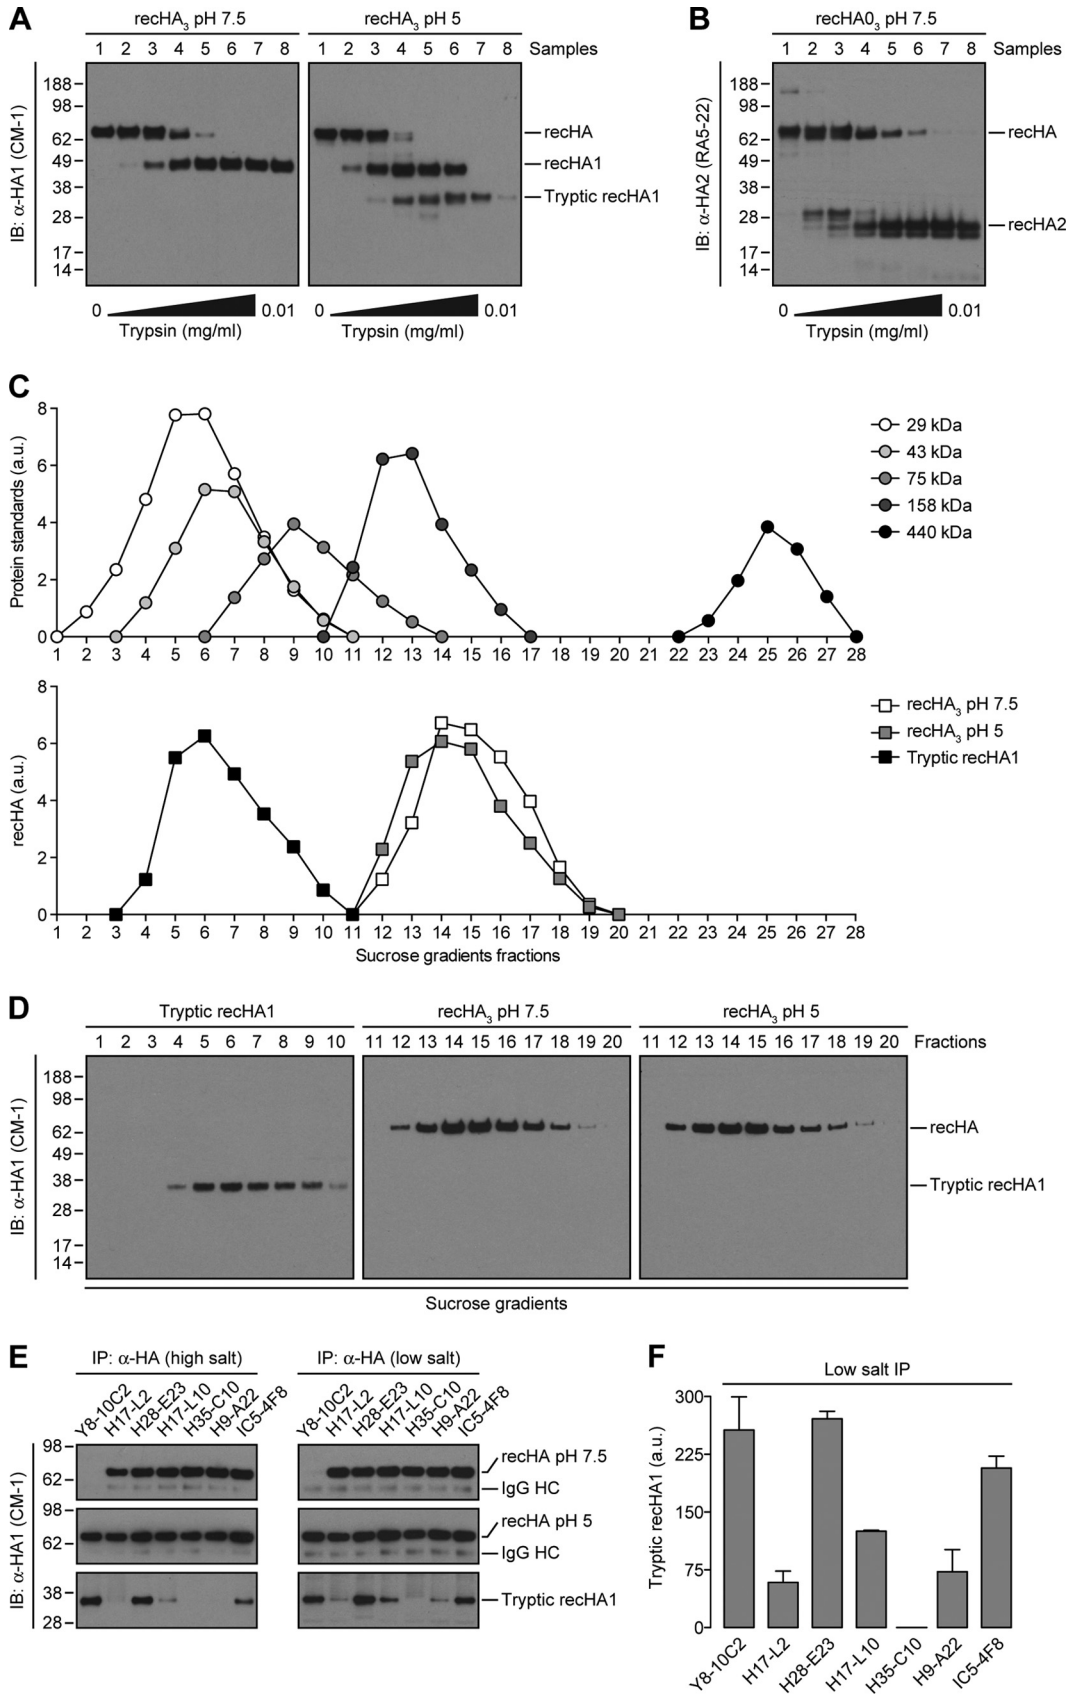 A
recHA3 pH 7.5
recHA3 pH 5
1 2 3 4 5 6 7 8
1 2 3 4 5 6 7 8
Samples
IB: α-HA1 (CM-1)
188
98
62
49
38
28
17
14
recHA
recHA1
Tryptic recHA1
0
0.01
Trypsin (mg/ml)
0
0.01
Trypsin (mg/ml)
B
recHA03 pH 7.5
1 2 3 4 5 6 7 8
Samples
IB: α-HA2 (RA5-22)
188
98
62
49
38
28
17
14
recHA
recHA2
0
0.01
Trypsin (mg/ml)
C
Protein standards (a.u.)
8
6
4
2
0
1 2 3 4 5 6 7 8 9 10 11 12 13 14 15 16 17 18 19 20 21 22 23 24 25 26 27 28
29 kDa
43 kDa
75 kDa
158 kDa
440 kDa
recHA (a.u.)
8
6
4
2
0
1 2 3 4 5 6 7 8 9 10 11 12 13 14 15 16 17 18 19 20 21 22 23 24 25 26 27 28
Sucrose gradients fractions
recHA3 pH 7.5
recHA3 pH 5
Tryptic recHA1
D
Tryptic recHA1
recHA3 pH 7.5
recHA3 pH 5
1 2 3 4 5 6 7 8 9 10
11 12 13 14 15 16 17 18 19 20
11 12 13 14 15 16 17 18 19 20
Fractions
IB: α-HA1 (CM-1)
188
98
62
49
38
28
17
14
recHA
Tryptic recHA1
Sucrose gradients
E
IP: α-HA (high salt)
IP: α-HA (low salt)
Y8-10C2
H17-L2
H28-E23
H17-L10
H35-C10
H9-A22
IC5-4F8
Y8-10C2
H17-L2
H28-E23
H17-L10
H35-C10
H9-A22
IC5-4F8
IB: α-HA1 (CM-1)
98
62
98
62
38
28
recHA pH 7.5
IgG HC
recHA pH 5
IgG HC
Tryptic recHA1
F
Low salt IP
Tryptic recHA1 (a.u.)
300
225
150
75
0
Y8-10C2
H17-L2
H28-E23
H17-L10
H35-C10
H9-A22
IC5-4F8